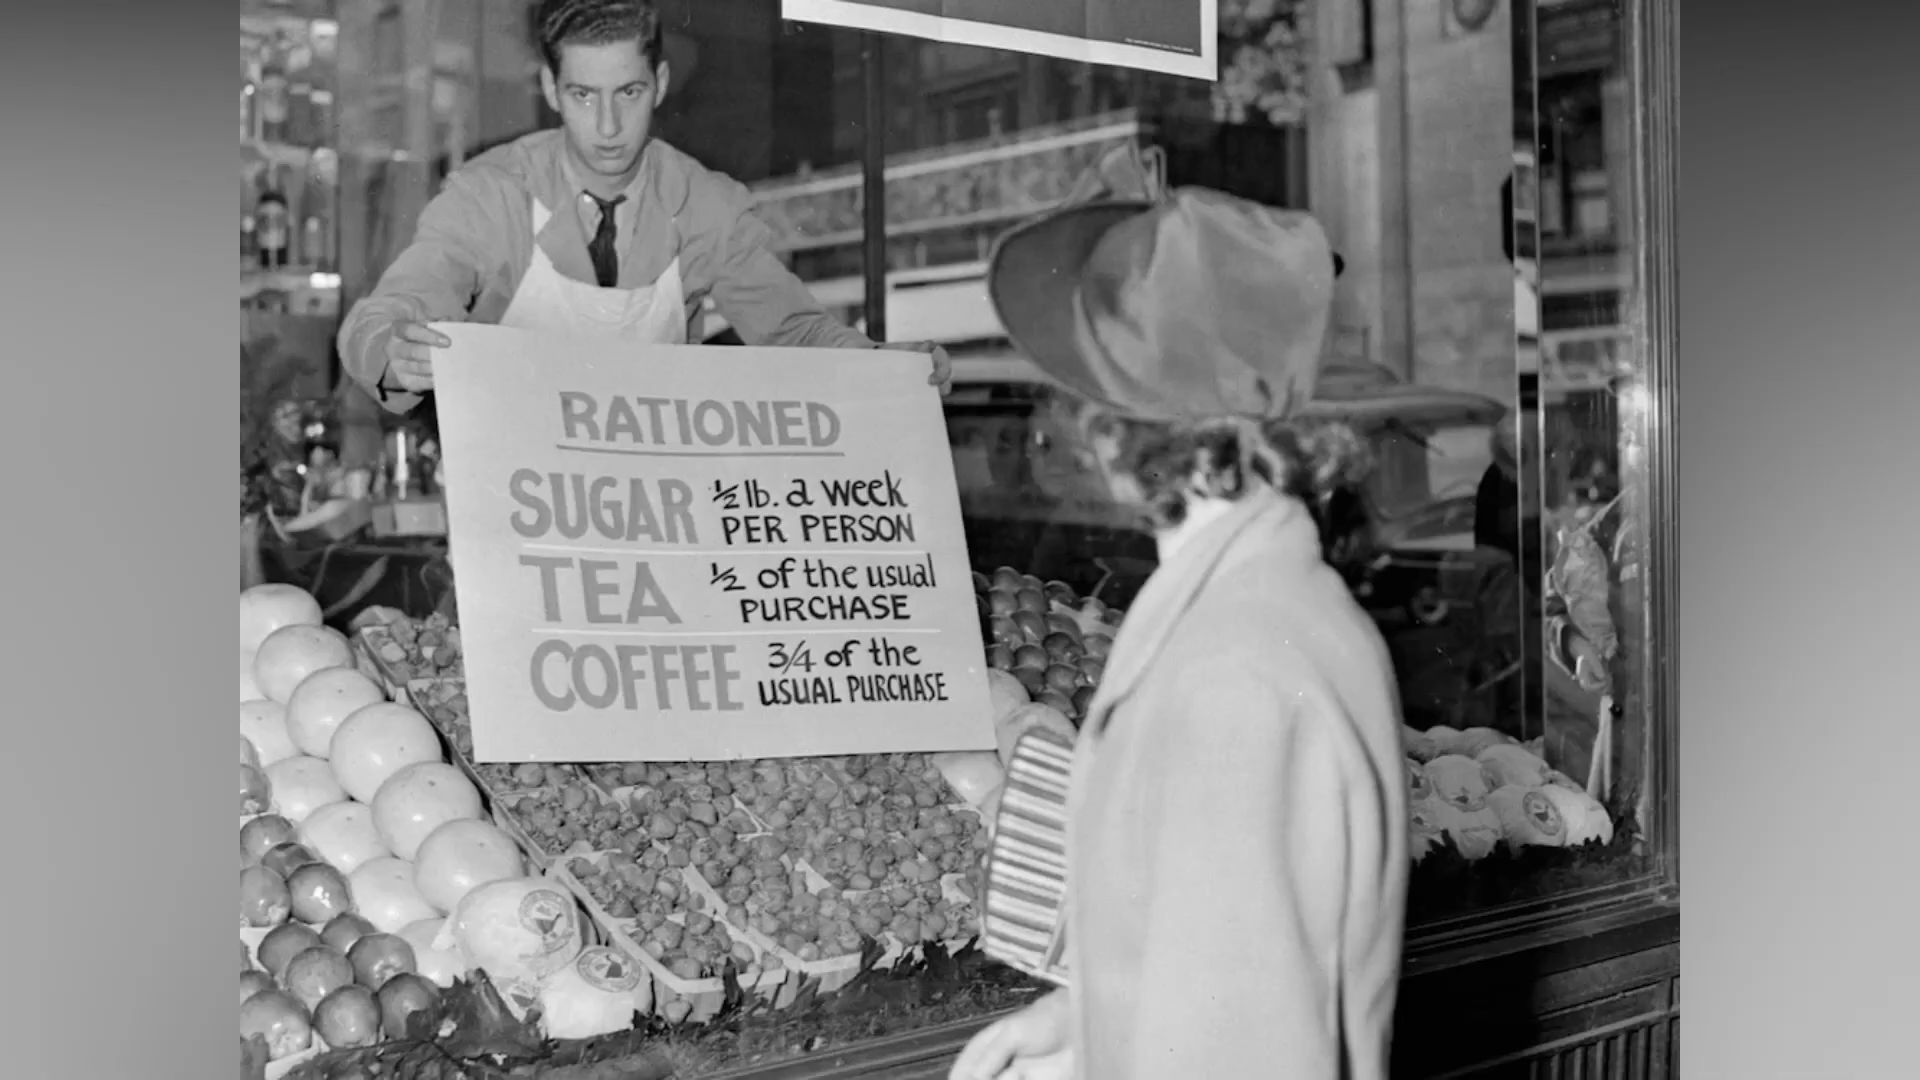 RATIONED
SUGAR ½ lb. a week
PER PERSON
TEA ½ of the usual
PURCHASE
COFFEE 3/4 of the
USUAL PURCHASE